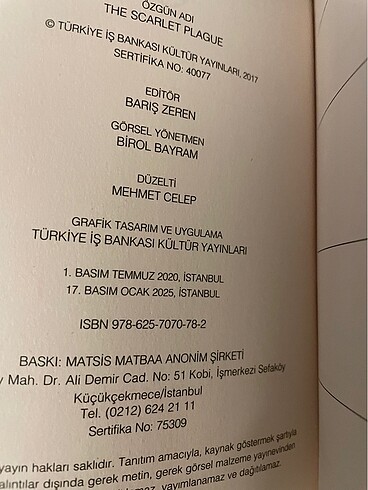 ÖZGÜN ADI
THE SCARLET PLAGUE
© TÜRKİYE İŞ BANKASI KÜLTÜR YAYINLARI, 2017
SERTİFİKA NO: 40077
EDİTÖR
BARIŞ ZEREN
GÖRSEL YÖNETMEN
BİROL BAYRAM
DÜZELTİ
MEHMET CELEP
GRAFİK TASARIM VE UYGULAMA
TÜRKİYE İŞ BANKASI KÜLTÜR YAYINLARI
1. BASIM TEMMUZ 2020, İSTANBUL
17. BASIM OCAK 2025, İSTANBUL
ISBN 978-625-7070-78-2
BASKI: MATSİS MATBAA ANONİM ŞİRKETİ
Mah. Dr. Ali Demir Cad. No: 51 Kobi, İşmerkezi Sefaköy
Küçükçekmece/İstanbul
Tel. (0212) 624 21 11
Sertifika No: 75309
yayın hakları saklıdır. Tanıtım amacıyla, kaynak göstermek şartıyla
alıntılar dışında gerek metin, gerek görsel malzeme yayınevinden
yayımlanamaz ve dağıtılamaz.